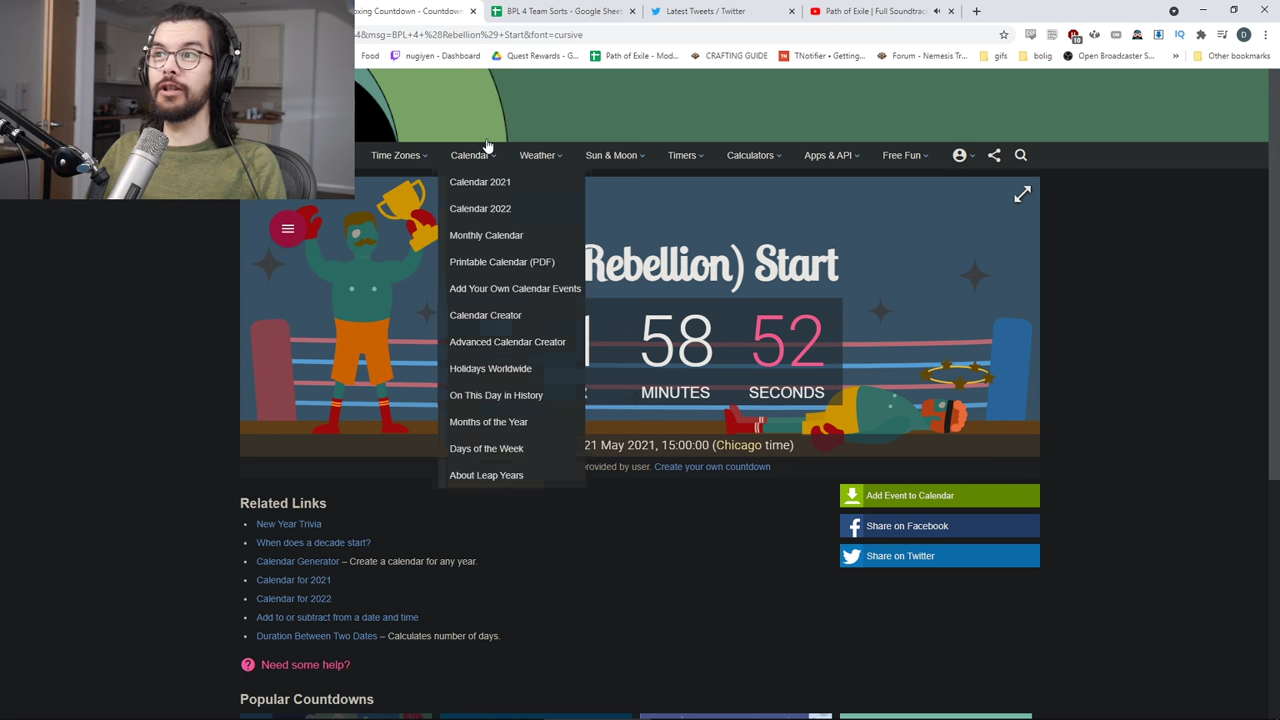 oxing Countdown -
BPL Team Sorts - Google Sheet
Latest Tweets / Twitter
Path of Exile | Full Soundtrac
4&msg=BPL+4+%28Rebellion%29+Start&font=cursive
10
D
Food
nugiyen - Dashboard
Quest Rewards - G...
Path of Exile - Mod...
CRAFTING GUIDE
TN
TNotifier • Getting...
Forum - Nemesis Tr...
gifs
bolig
Open Broadcaster S...
»
Other bookmarks
Time Zones
Calendar
Weather
Sun & Moon
Timers
Calculators
Apps & API
Free Fun
Calendar 2021
Calendar 2022
Monthly Calendar
Printable Calendar (PDF)
Add Your Own Calendar Events
Calendar Creator
Advanced Calendar Creator
Holidays Worldwide
On This Day in History
Months of the Year
Days of the Week
About Leap Years
Rebellion) Start
1 58 52
R MINUTES SECONDS
21 May 2021, 15:00:00 (Chicago time)
provided by user. Create your own countdown
Add Event to Calendar
Share on Facebook
Share on Twitter
Related Links
• New Year Trivia
• When does a decade start?
• Calendar Generator – Create a calendar for any year.
• Calendar for 2021
• Calendar for 2022
• Add to or subtract from a date and time
• Duration Between Two Dates – Calculates number of days.
? Need some help?
Popular Countdowns